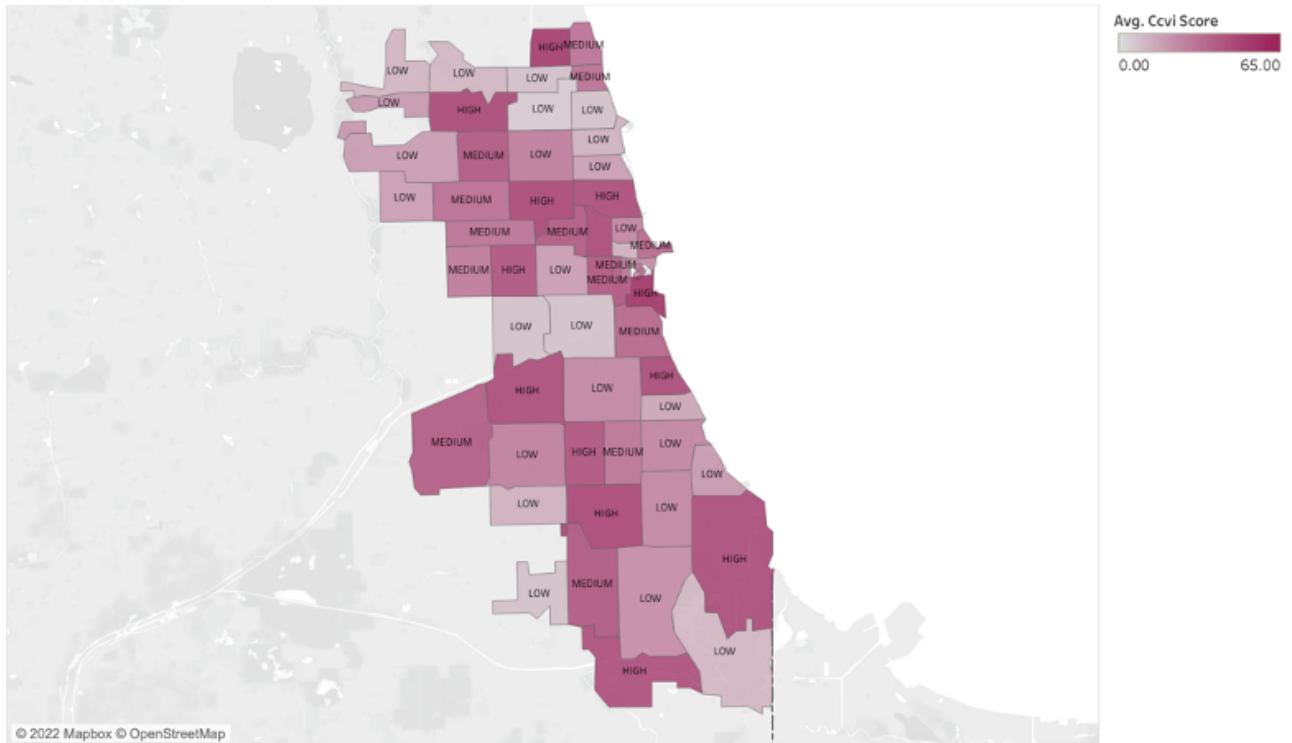 Avg. Ccvi Score
0.00 65.00
HIGH MEDIUM
LOW LOW LOW MEDIUM
LOW HIGH LOW LOW
LOW
LOW MEDIUM LOW
LOW
LOW MEDIUM HIGH HIGH
MEDIUM MEDIUM LOW
MEDIUM
MEDIUM HIGH LOW MEDIUM
MEDIUM
HIGH
LOW LOW MEDIUM
HIGH LOW HIGH
LOW
MEDIUM LOW HIGH MEDIUM LOW
LOW
LOW HIGH LOW
HIGH
LOW MEDIUM LOW
LOW
HIGH
© 2022 Mapbox © OpenStreetMap